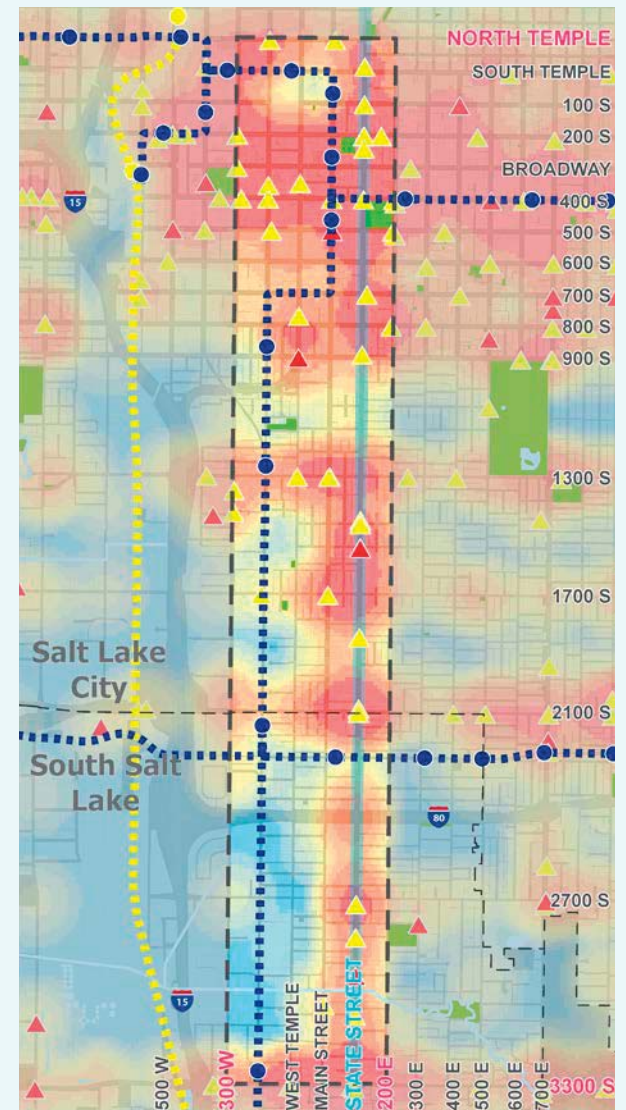 NORTH TEMPLE
SOUTH TEMPLE
100 S
200 S
BROADWAY
15
400 S
500 S
600 S
700 S
800 S
900 S
1300 S
1700 S
Salt Lake
City
2100 S
South Salt
Lake
80
2700 S
15
500 W
300 W
WEST TEMPLE
MAIN STREET
STATE STREET
200 E
300 E
400 E
500 E
600 E
700 E
3300 S